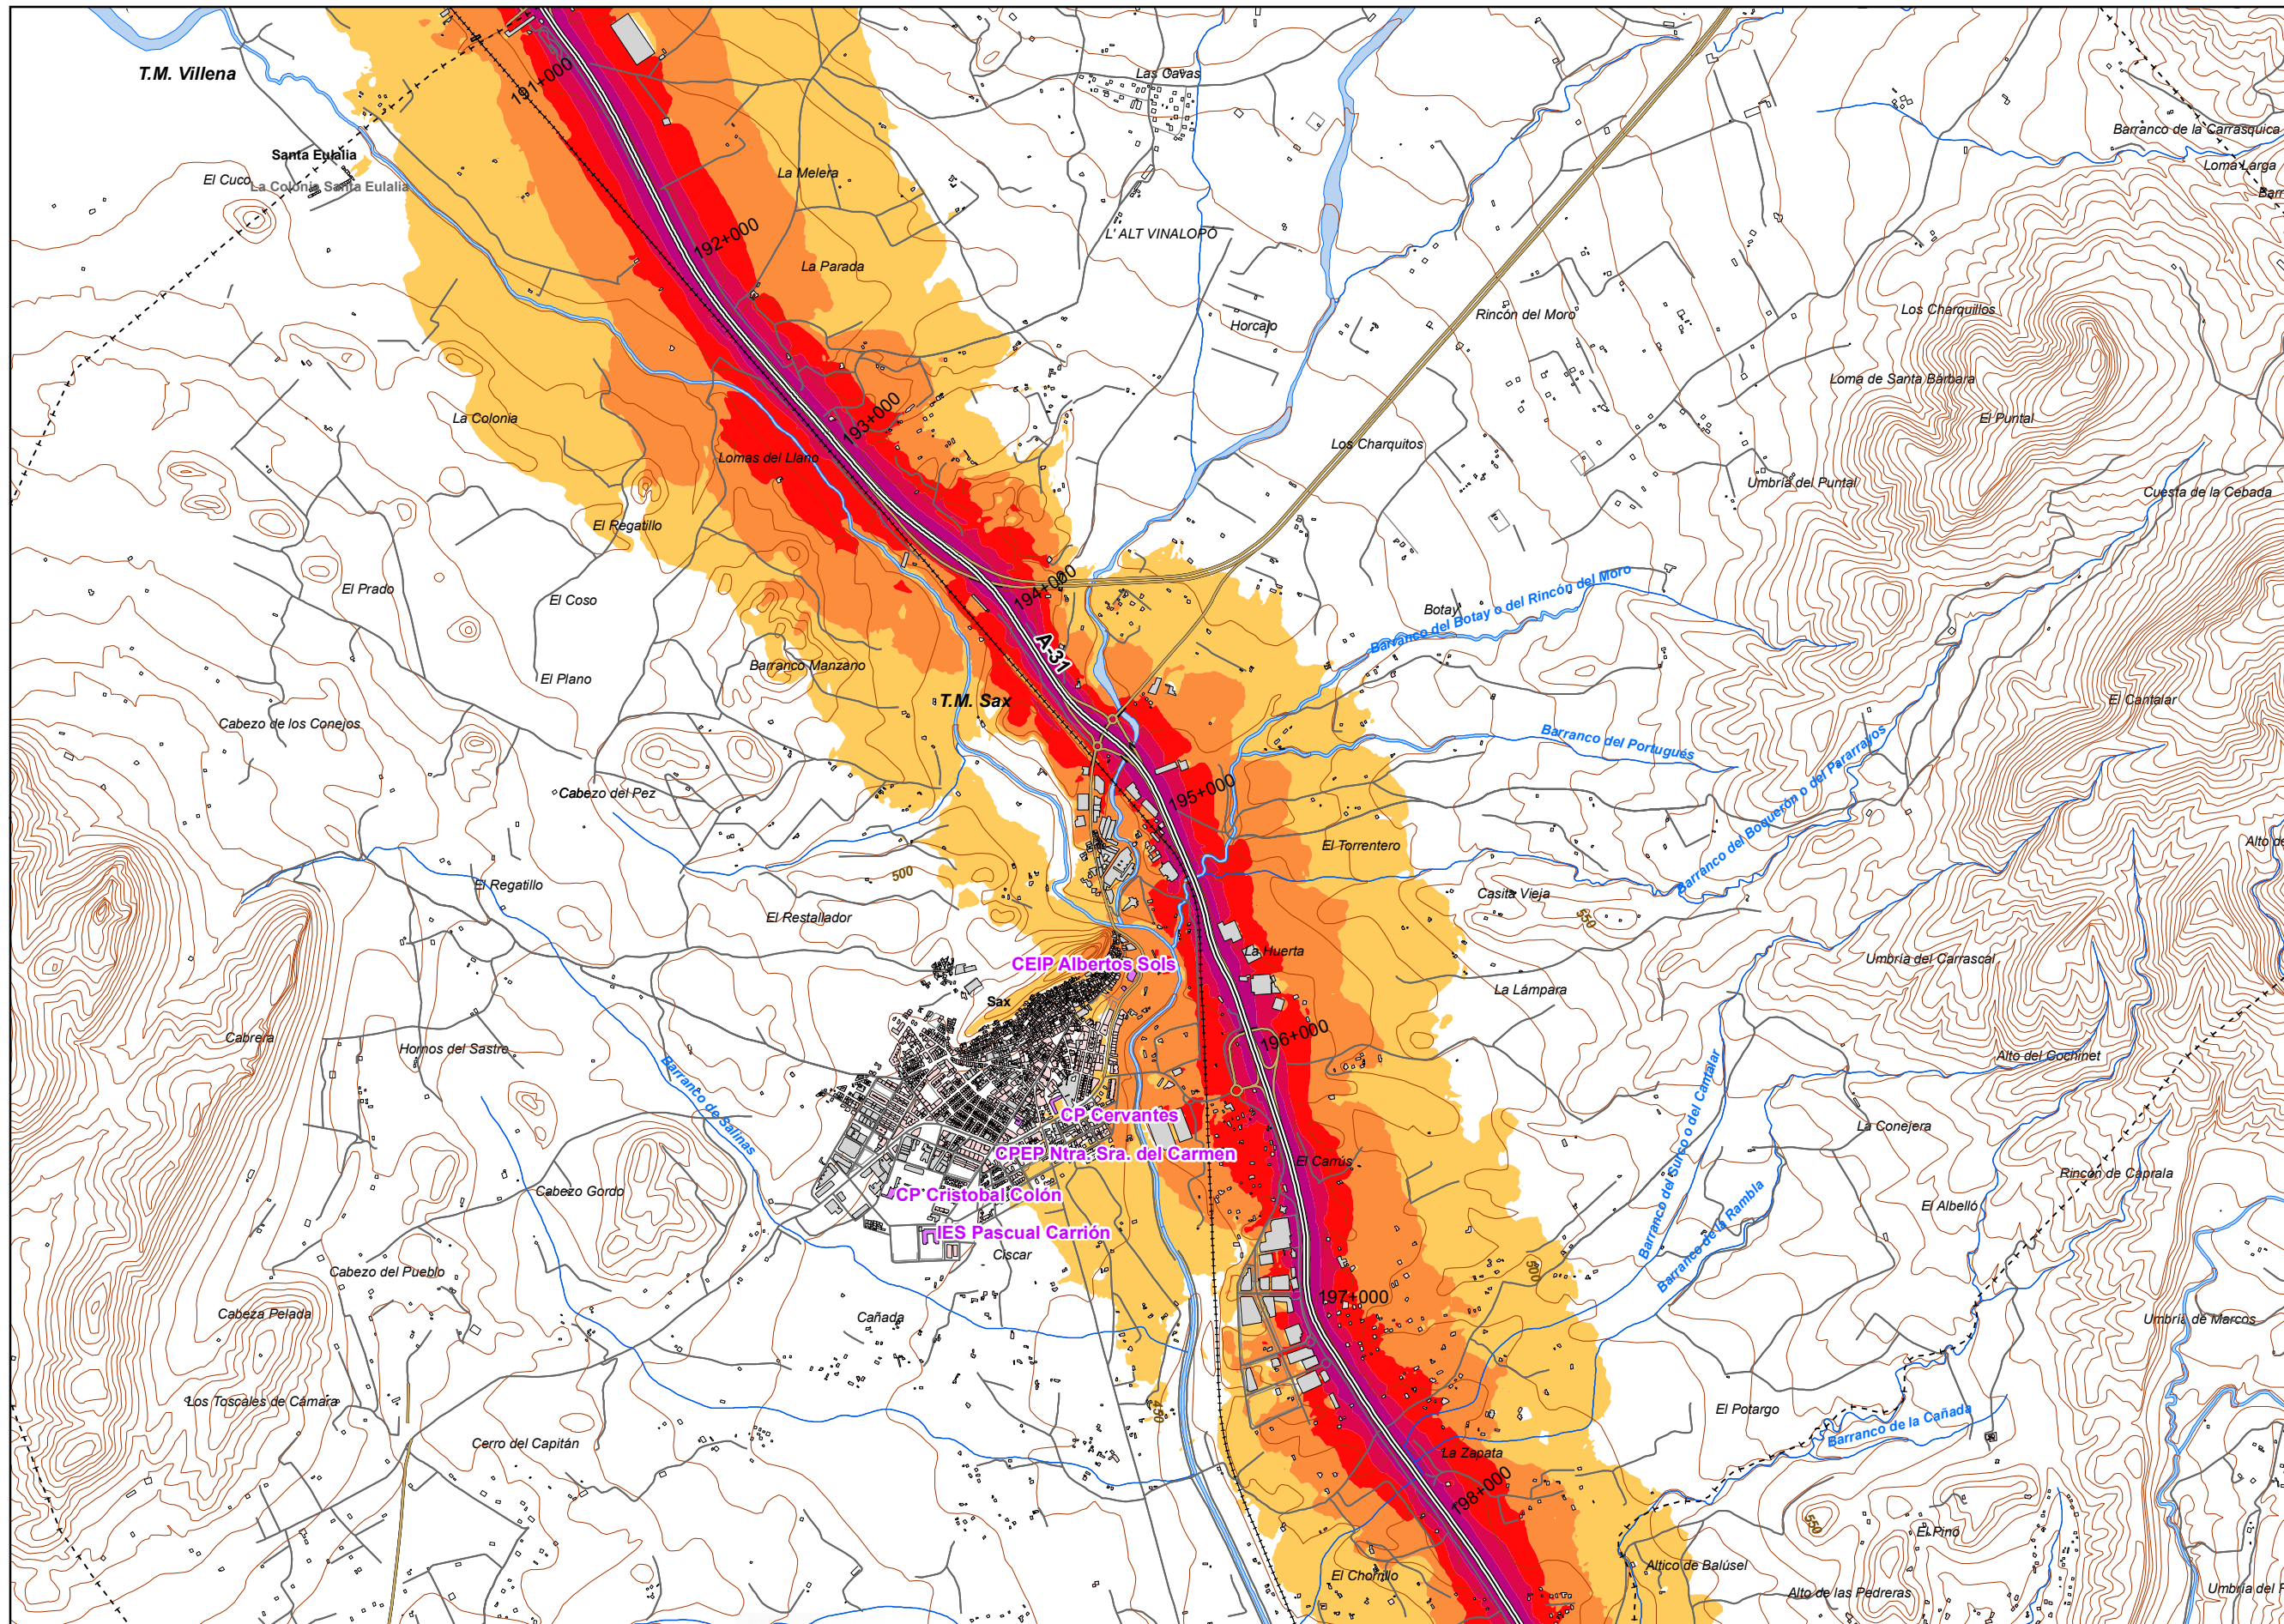 T.M. Villena
191+000
Las Cavas
Barranco de la Carrasquica
Santa Eulalia
El Cuco
La Colonia Santa Eulalia
La Melera
Loma Larga
Barr
192+000
L' ALT VINALOPÓ
La Parada
Los Charquillos
Rincón del Moro
Horcajo
Loma de Santa Bárbara
La Colonia
193+000
El Puntal
Los Charquitos
Lomas del Llano
Umbría del Puntal
Cuesta de la Cebada
El Regatillo
El Prado
El Coso
194+000
Barranco del Botay o del Rincón del Moro
Botay
A-31
Barranco Manzano
El Plano
T.M. Sax
El Cantalar
Cabezo de los Conejos
Barranco del Portugués
Barranco del Boquerón o del Pararrayos
Cabezo del Pez
195+000
El Torrentero
Alto de
500
El Regatillo
Casita Vieja
550
El Restallador
La Huerta
CEIP Albertos Sols
Umbría del Carrascal
La Lámpara
Sax
Cabrera
196+000
Hornos del Sastre
Alto del Cochinet
Barranco de Salinas
Barranco del Surco o del Cantalar
CP Cervantes
La Conejera
CPEP Ntra. Sra. del Carmen
El Carrús
Rincón de Caprala
Cabezo Gordo
CP Cristobal Colón
El Albelló
Barranco de la Rambla
IES Pascual Carrión
Ciscar
Cabezo del Pueblo
500
197+000
Cabeza Pelada
Cañada
Umbría de Marcos
Los Toscales de Cámara
450
El Potargo
Barranco de la Cañada
Cerro del Capitán
La Zapata
198+000
550
El Pino
Altico de Balúsel
El Chorrillo
Alto de las Pedreras
Umbría del P